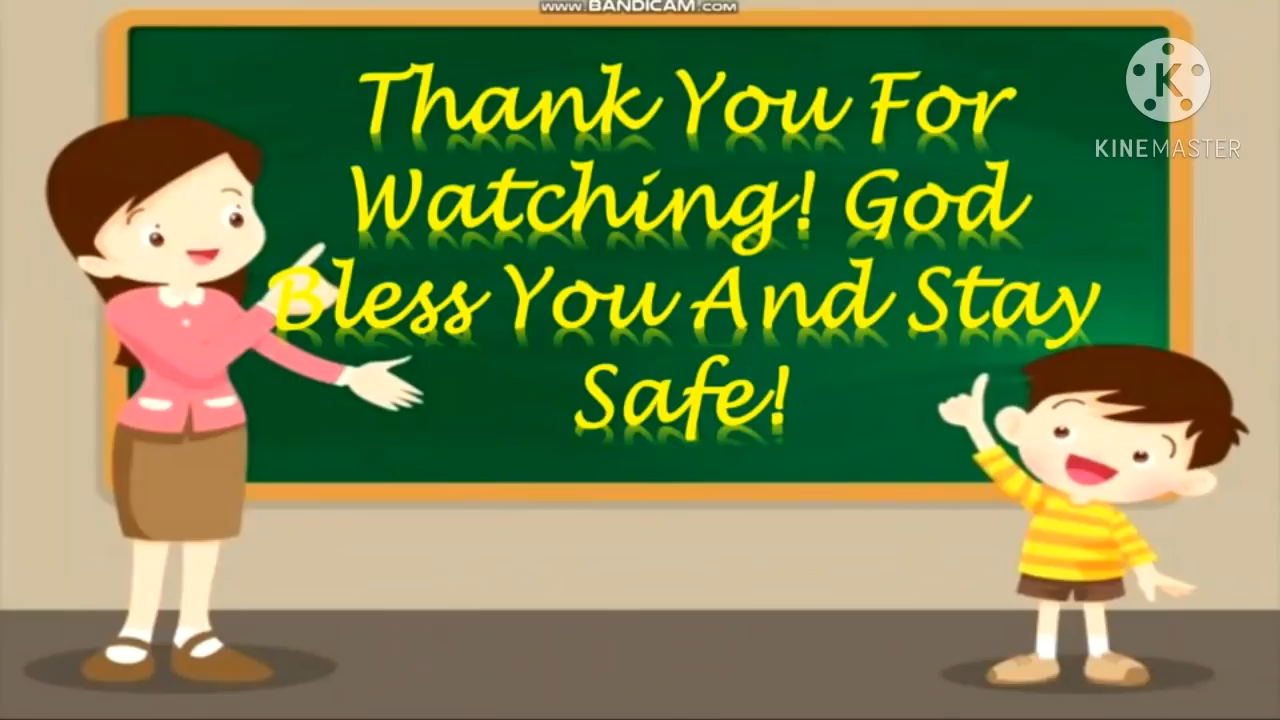 www.BANDICAM.com
Thank You For
Watching! God
Bless You And Stay
Safe!
K
KINEMASTER